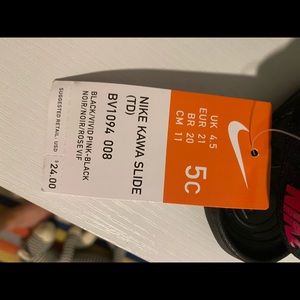 NIKE KAWA SLIDE
(TD)
BV1094 008
BLACK/VIVID PINK-BLACK
NOIR/NOIR/ROSE VIF
SUGGESTED RETAIL: USD $24.00
UK 4.5
EUR 21
BR 20
CM 11
5C